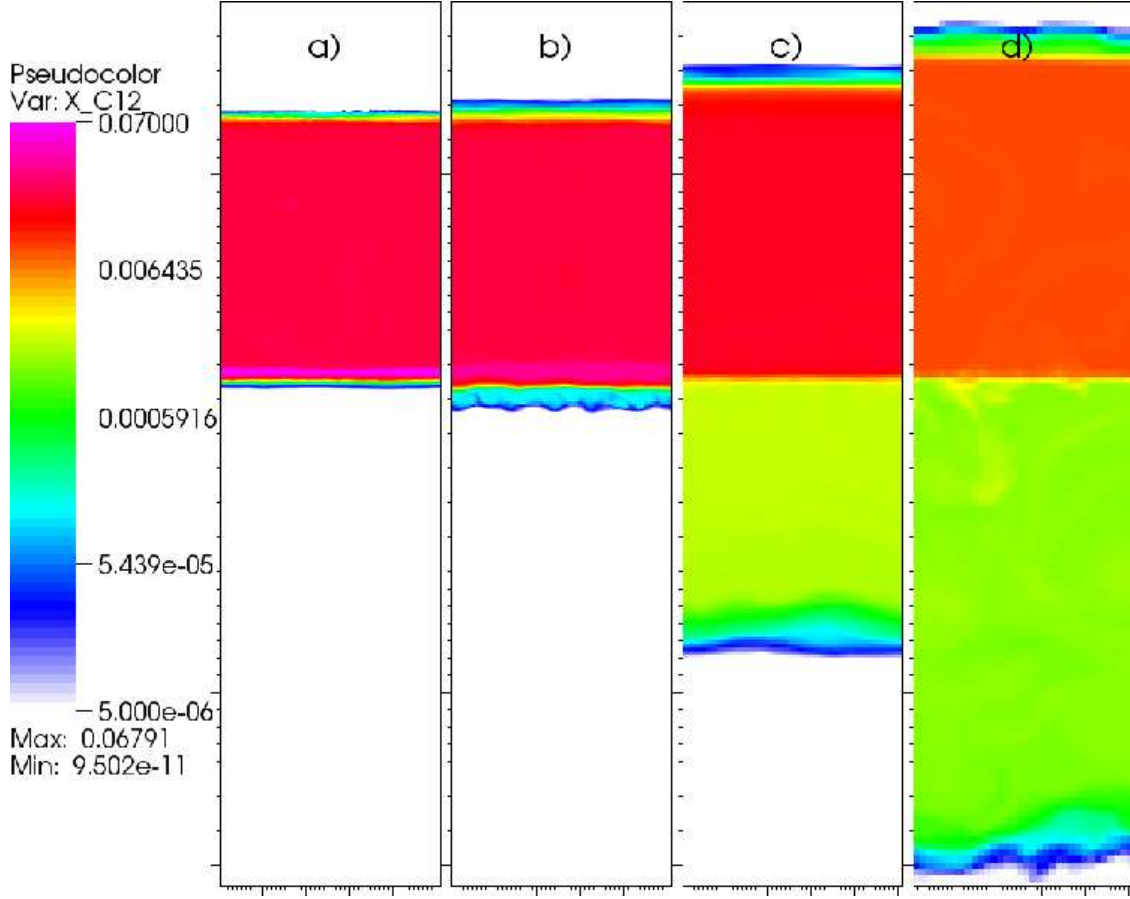 a)
b)
c)
d)
Pseudocolor
Var: X_C12
0.07000
0.006435
0.0005916
5.439e-05
5.000e-06
Max: 0.06791
Min: 9.502e-11